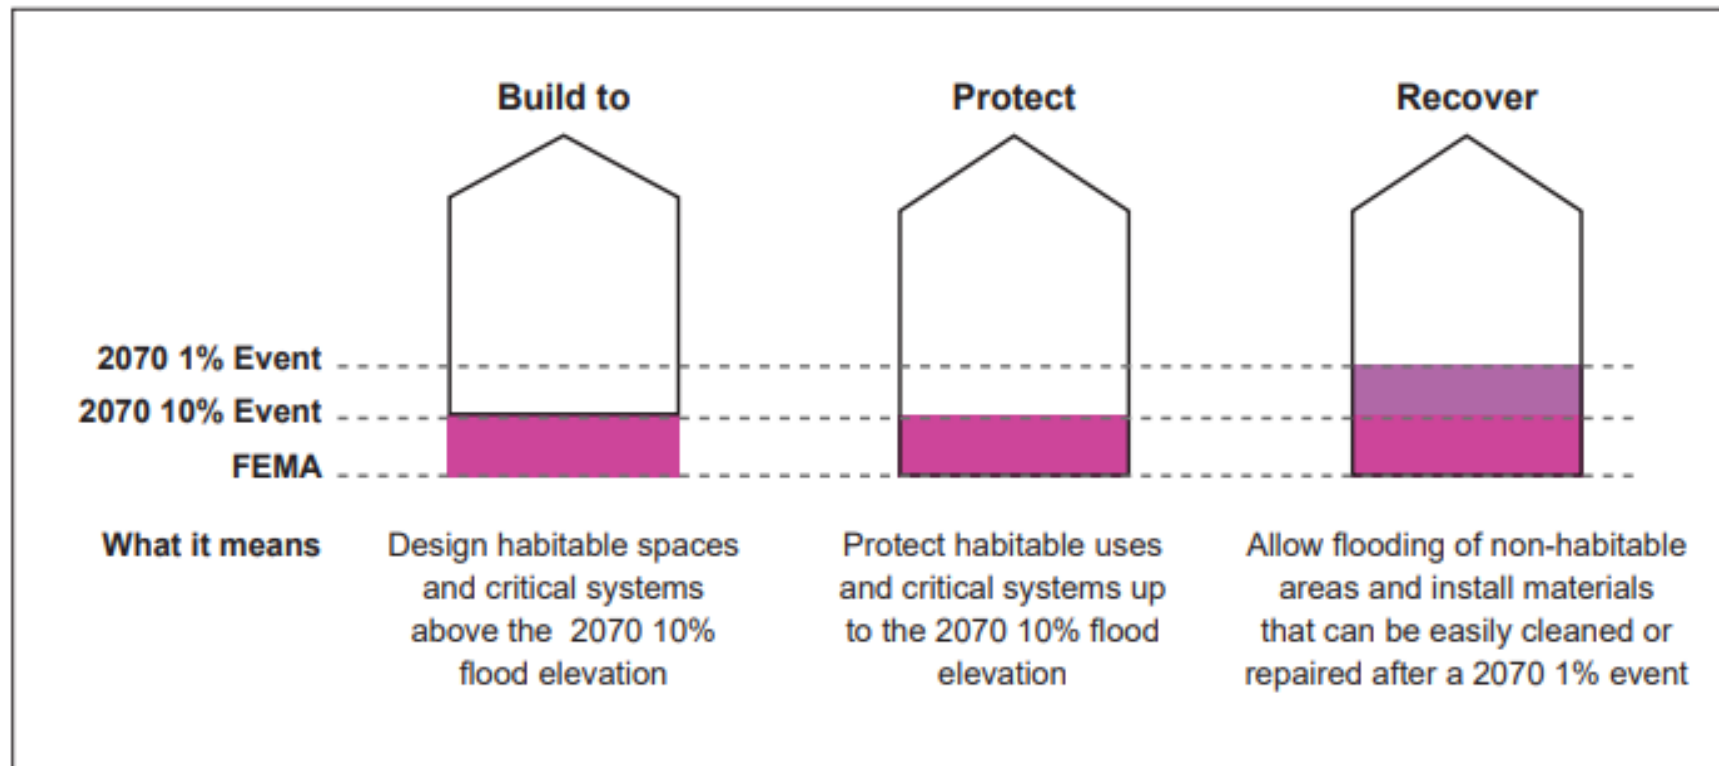 Build to
Protect
Recover
2070 1% Event
2070 10% Event
FEMA
What it means
Design habitable spaces
and critical systems
above the 2070 10%
flood elevation
Protect habitable uses
and critical systems up
to the 2070 10% flood
elevation
Allow flooding of non-habitable
areas and install materials
that can be easily cleaned or
repaired after a 2070 1% event